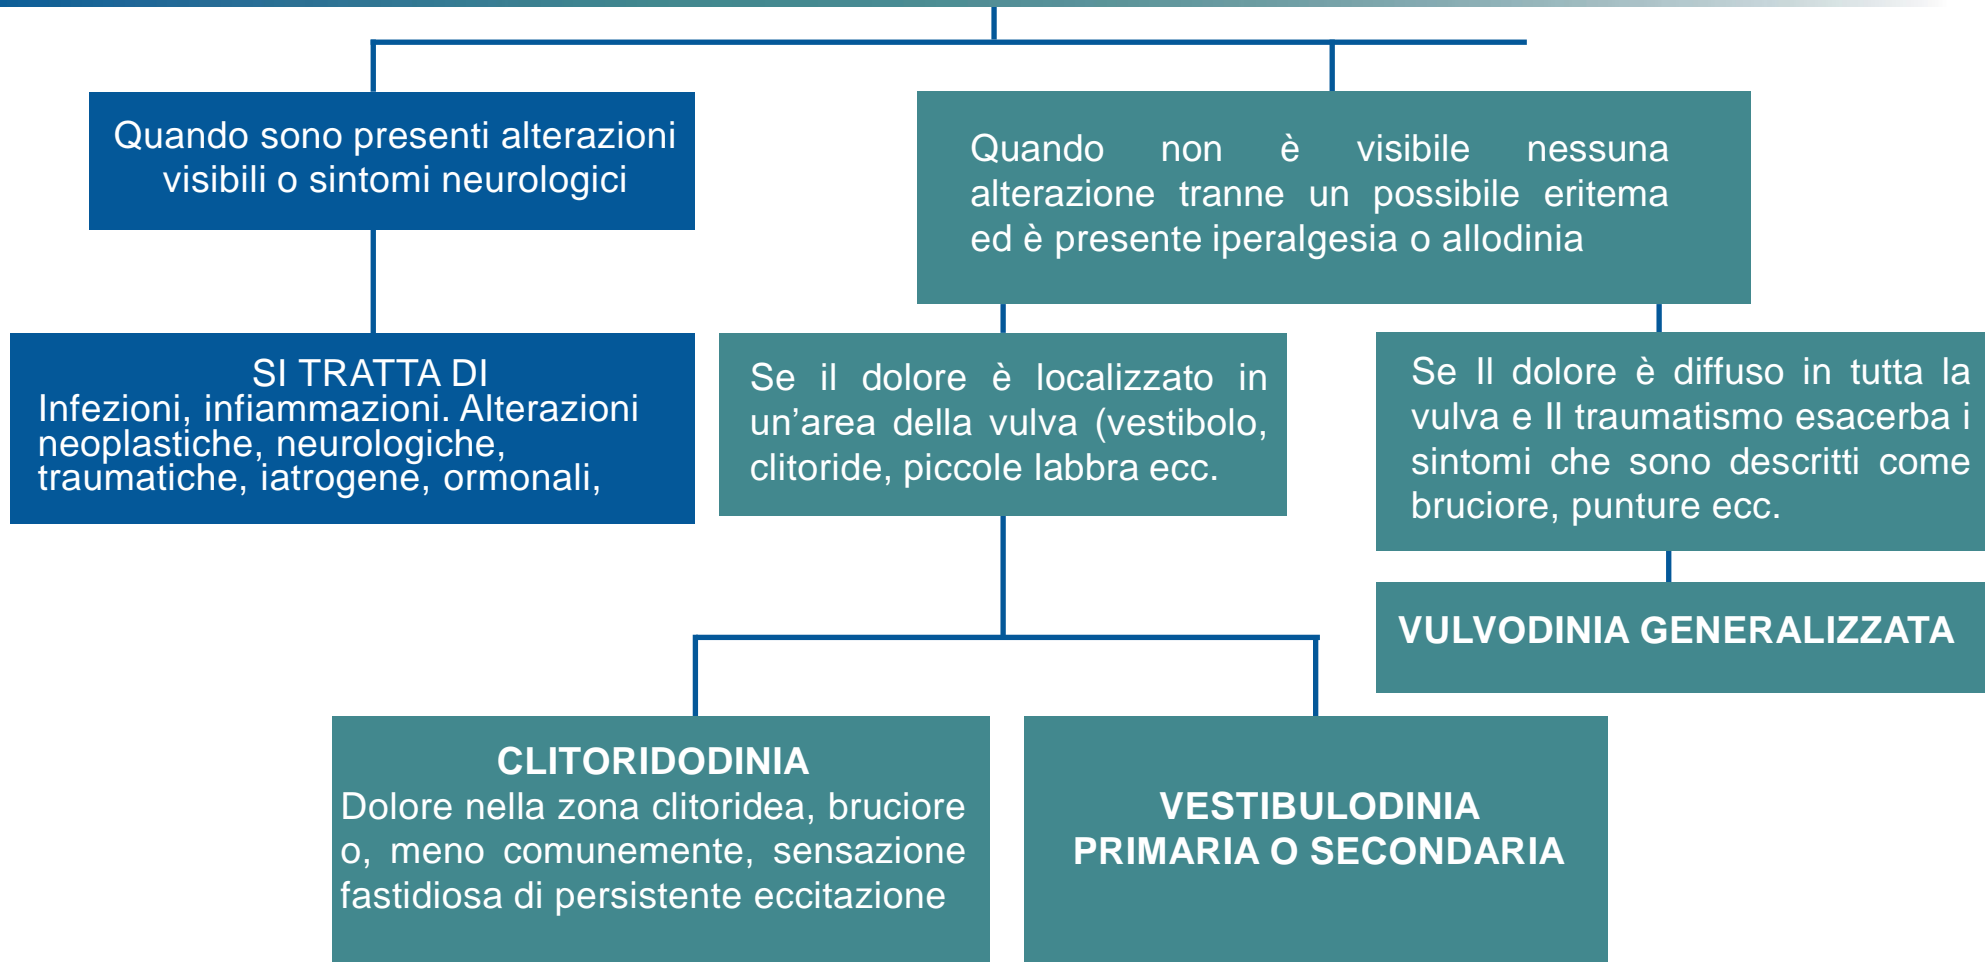 Quando sono presenti alterazioni
visibili o sintomi neurologici
Quando non è visibile nessuna
alterazione tranne un possibile eritema
ed è presente iperalgesia o allodinia
SI TRATTA DI
Infezioni, infiammazioni. Alterazioni
neoplastiche, neurologiche,
traumatiche, iatrogene, ormonali,
Se il dolore è localizzato in
un'area della vulva (vestibolo,
clitoride, piccole labbra ecc.
Se Il dolore è diffuso in tutta la
vulva e Il traumatismo esacerba i
sintomi che sono descritti come
bruciore, punture ecc.
VULVODINIA GENERALIZZATA
CLITORIDODINIA
Dolore nella zona clitoridea, bruciore
o, meno comunemente, sensazione
fastidiosa di persistente eccitazione
VESTIBULODINIA
PRIMARIA O SECONDARIA